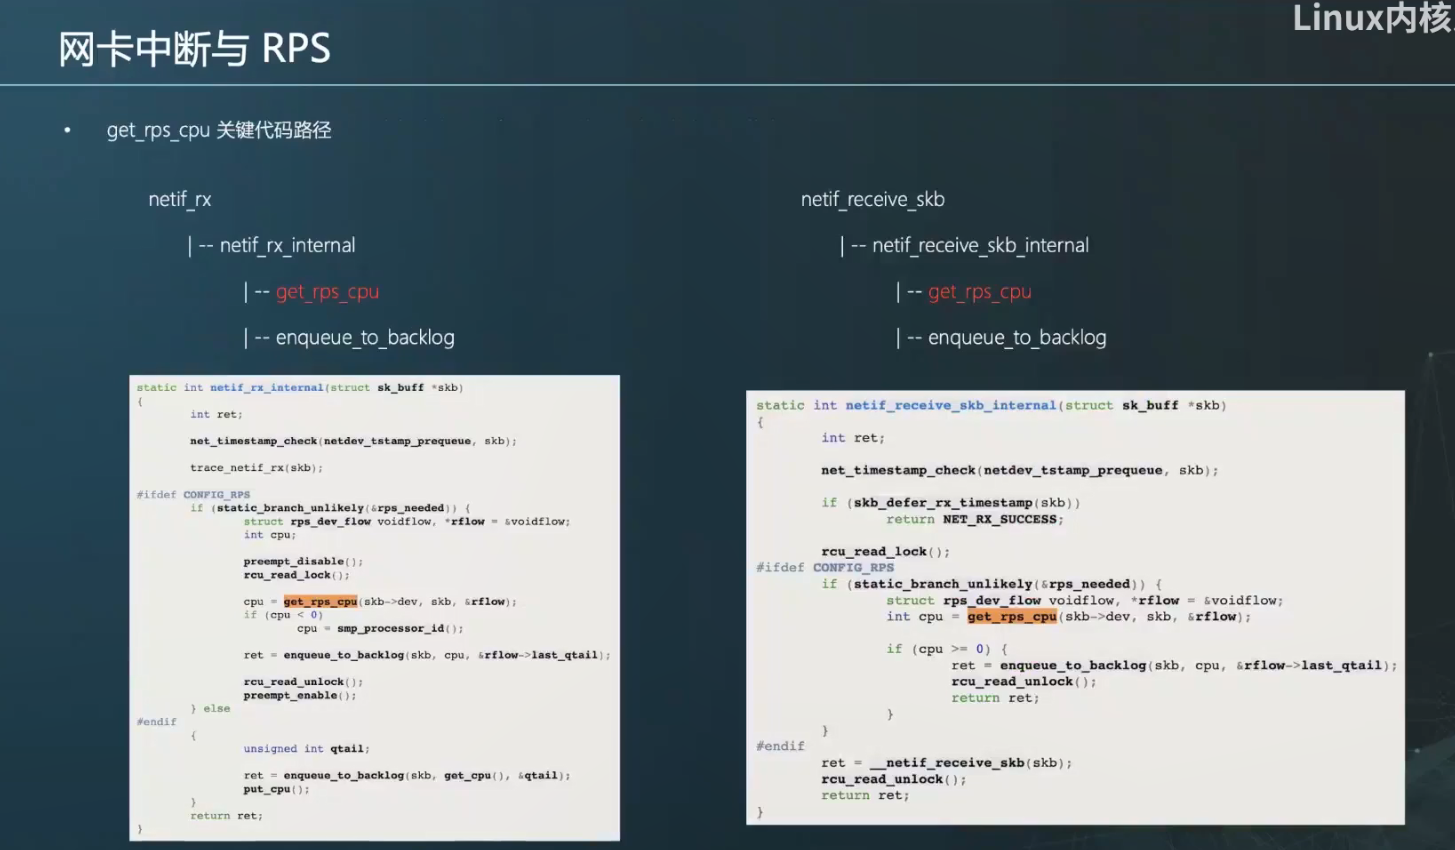 Linux内核
网卡中断与 RPS
• get_rps_cpu 关键代码路径
netif_rx
|-- netif_rx_internal
|-- get_rps_cpu
|-- enqueue_to_backlog
static int netif_rx_internal(struct sk_buff *skb)
{
int ret;
net_timestamp_check(netdev_tstamp_prequeue, skb);
trace_netif_rx(skb);
#ifdef CONFIG_RPS
if (static_branch_unlikely(&rps_needed)) {
struct rps_dev_flow voidflow, *rflow = &voidflow;
int cpu;
preempt_disable();
rcu_read_lock();
cpu = get_rps_cpu(skb->dev, skb, &rflow);
if (cpu < 0)
cpu = smp_processor_id();
ret = enqueue_to_backlog(skb, cpu, &rflow->last_qtail);
rcu_read_unlock();
preempt_enable();
} else
#endif
{
unsigned int qtail;
ret = enqueue_to_backlog(skb, get_cpu(), &qtail);
put_cpu();
}
return ret;
}
netif_receive_skb
|-- netif_receive_skb_internal
|-- get_rps_cpu
|-- enqueue_to_backlog
static int netif_receive_skb_internal(struct sk_buff *skb)
{
int ret;
net_timestamp_check(netdev_tstamp_prequeue, skb);
if (skb_defer_rx_timestamp(skb))
return NET_RX_SUCCESS;
rcu_read_lock();
#ifdef CONFIG_RPS
if (static_branch_unlikely(&rps_needed)) {
struct rps_dev_flow voidflow, *rflow = &voidflow;
int cpu = get_rps_cpu(skb->dev, skb, &rflow);
if (cpu >= 0) {
ret = enqueue_to_backlog(skb, cpu, &rflow->last_qtail);
rcu_read_unlock();
return ret;
}
}
#endif
ret = __netif_receive_skb(skb);
rcu_read_unlock();
return ret;
}